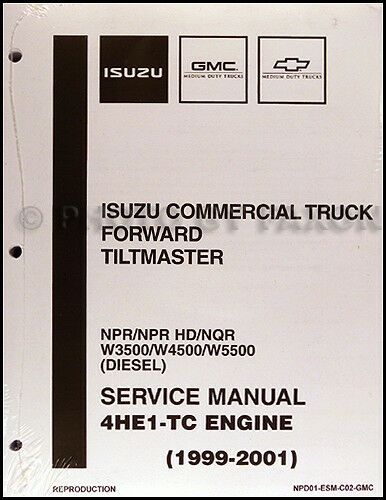 ISUZU
GMC
MEDIUM DUTY TRUCKS
MEDIUM DUTY TRUCKS
ISUZU COMMERCIAL TRUCK
FORWARD
TILTMASTER
NPR/NPR HD/NQR
W3500/W4500/W5500
(DIESEL)
SERVICE MANUAL
4HE1-TC ENGINE
(1999-2001)
REPRODUCTION
NPD01-ESM-C02-GMC